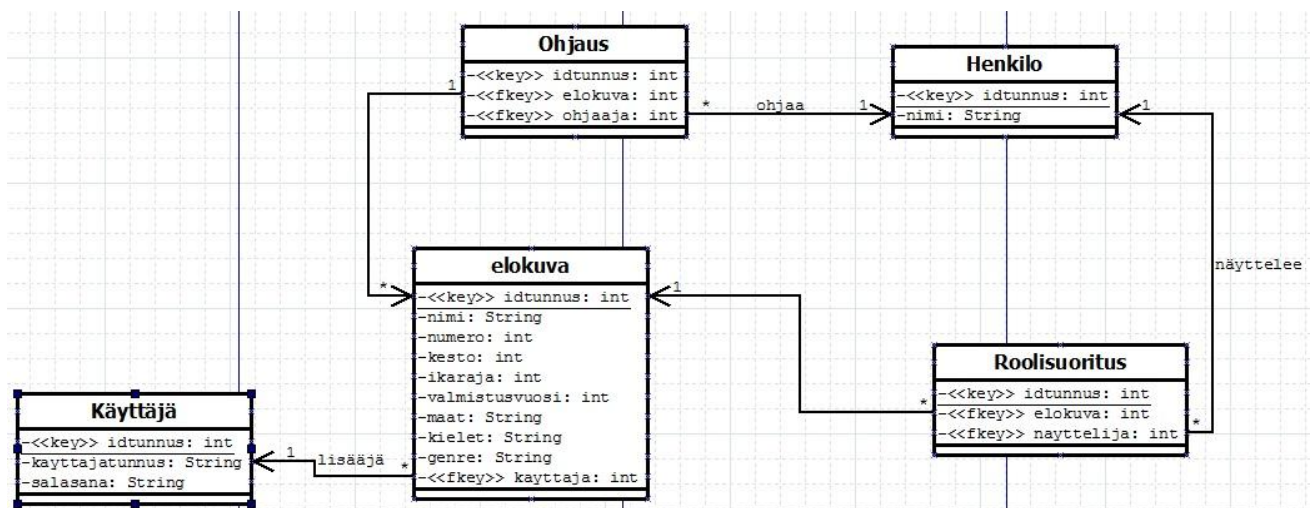 Ohjaus
-<<key>> idtunnus: int
-<<fkey>> elokuva: int
-<<fkey>> ohjaaja: int
1
*
* ohjaa 1
Henkilo
-<<key>> idtunnus: int
-nimi: String
1
näyttelee
*
elokuva
-<<key>> idtunnus: int
-nimi: String
-numero: int
-kesto: int
-ikaraja: int
-valmistusvuosi: int
-maat: String
-kielet: String
-genre: String
-<<fkey>> kayttaja: int
1
*
Roolisuoritus
-<<key>> idtunnus: int
-<<fkey>> elokuva: int
-<<fkey>> nayttelija: int
Käyttäjä
-<<key>> idtunnus: int
-kayttajatunnus: String
-salasana: String
1 lisääjä *